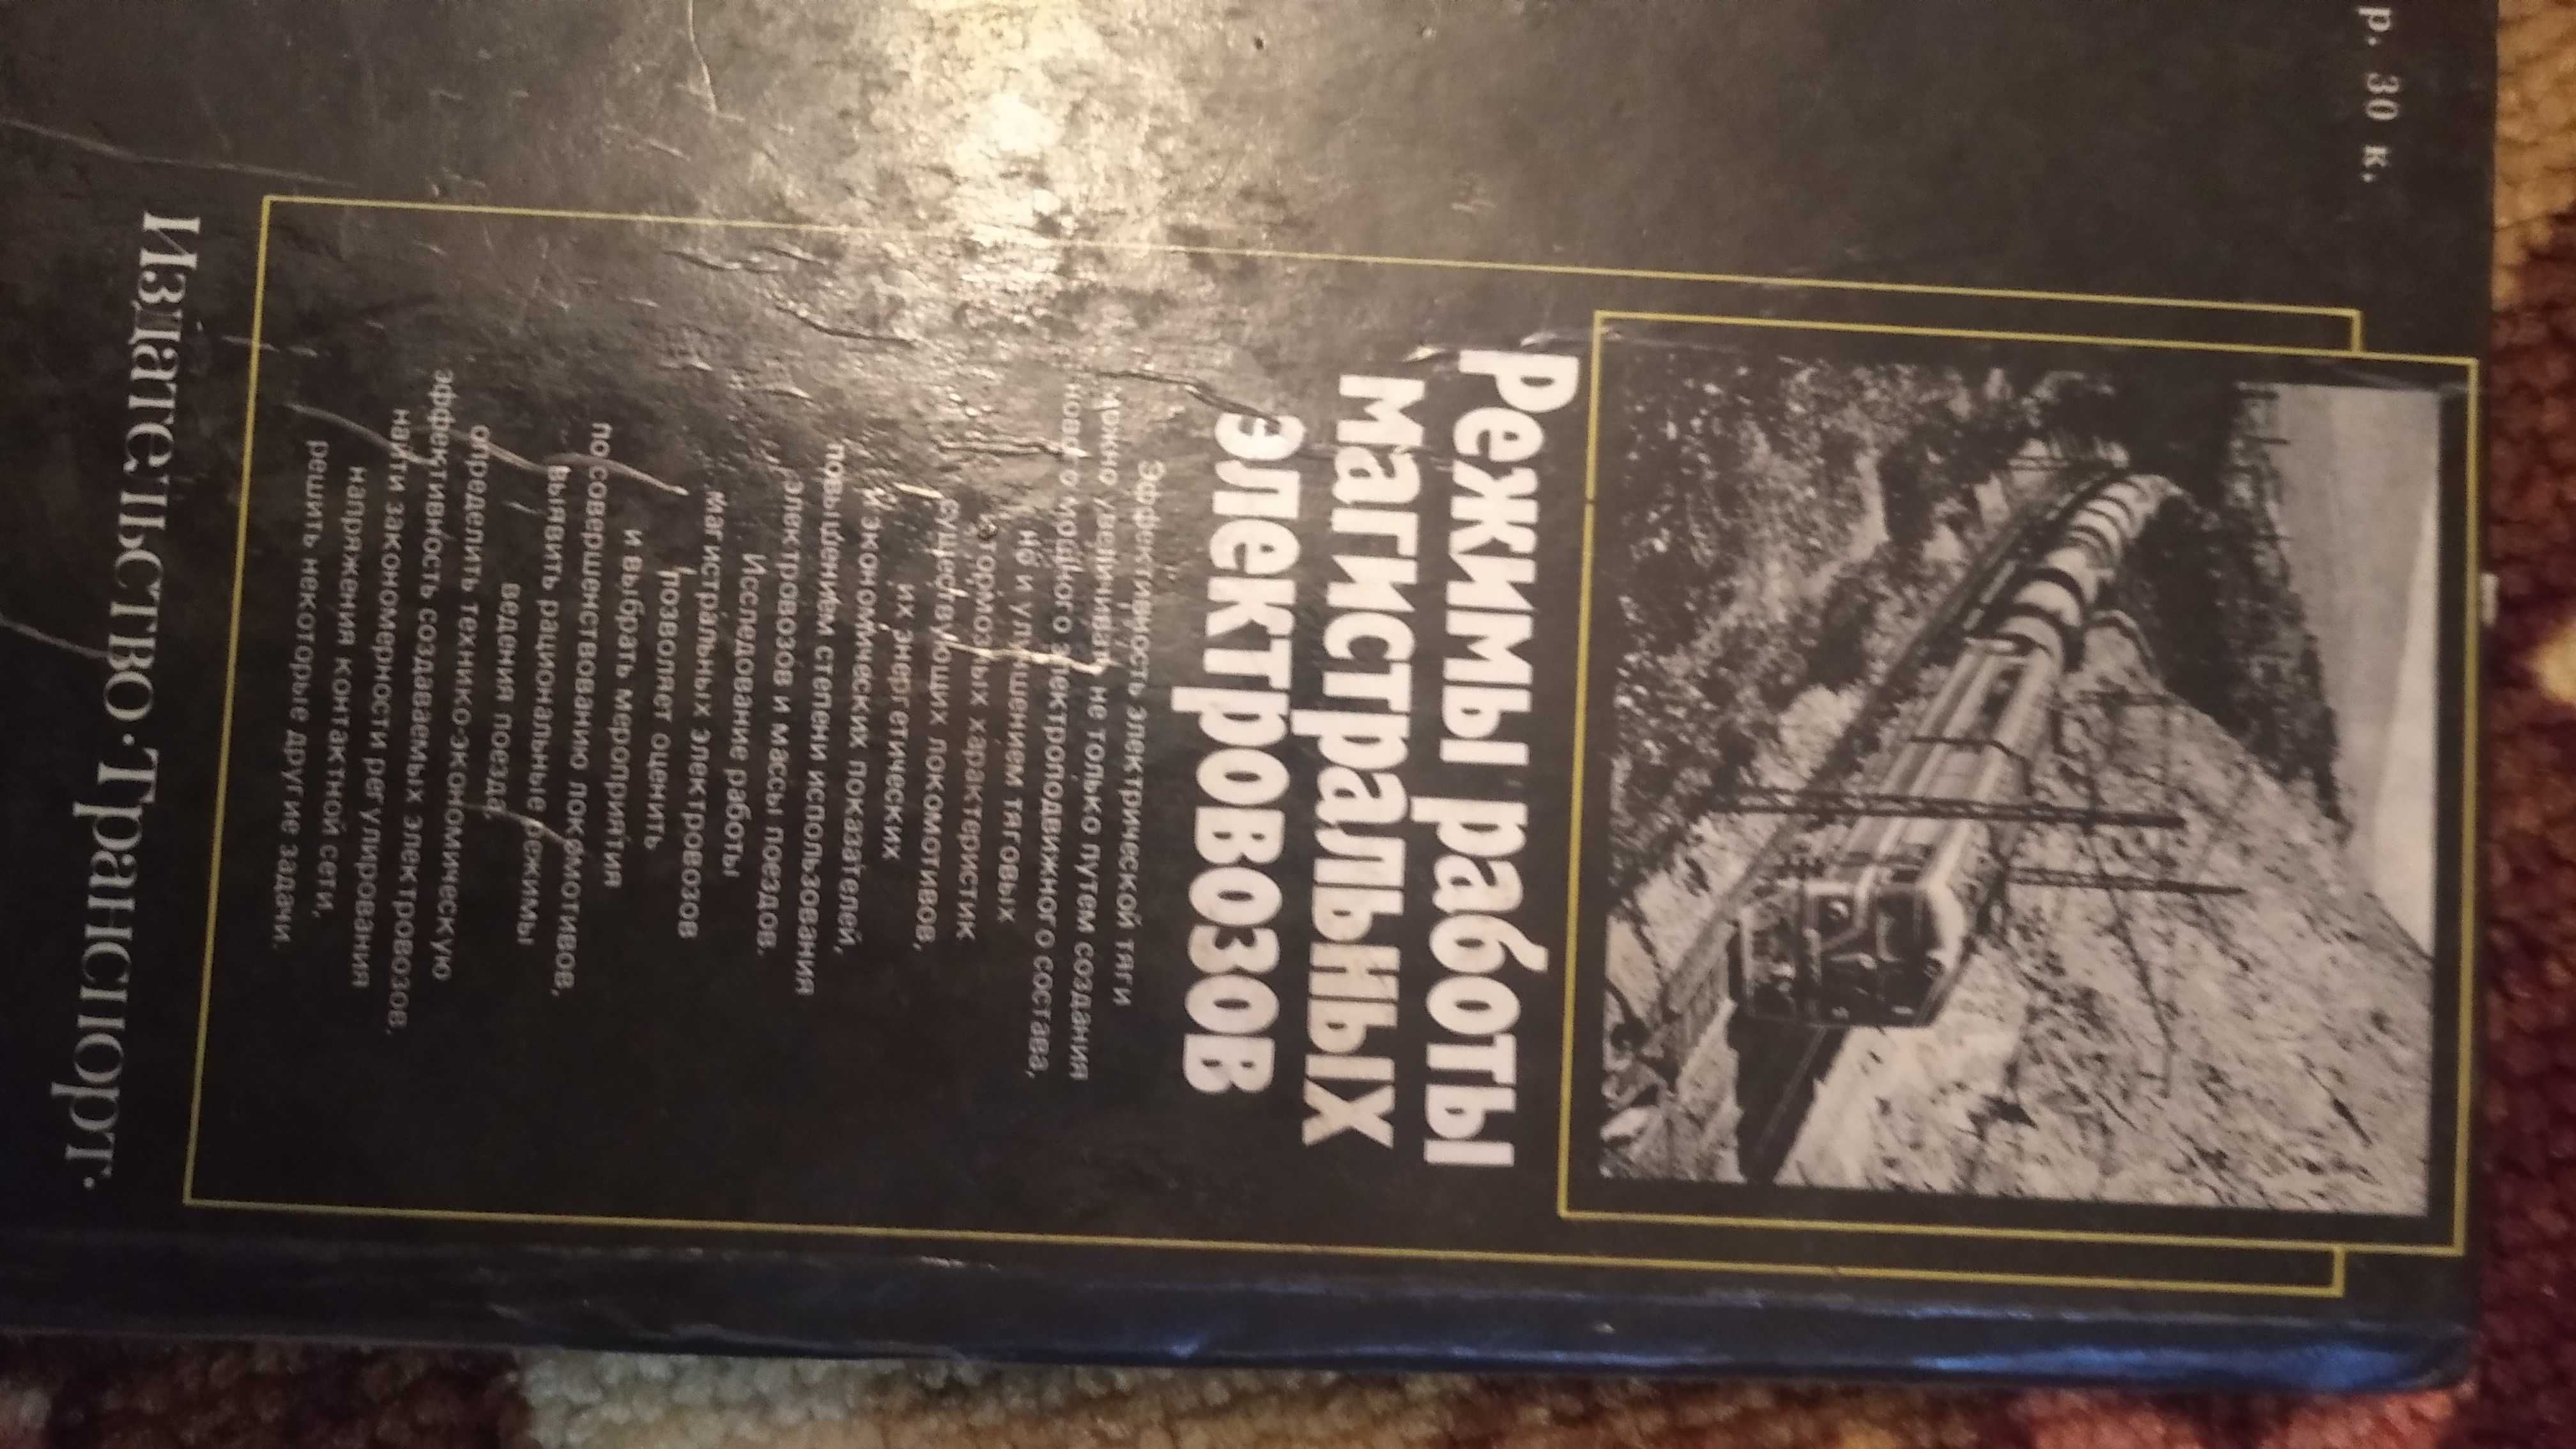 р. 30 к.
Режимы работы
магистральных
электровозов
Эффективность электрической тяги
можно увеличивать не только путем создания
нового мощного электроподвижного состава,
но и улучшением тяговых
и тормозных характеристик
существующих локомотивов,
их энергетических
и экономических показателей,
повышением степени использования
электровозов и массы поездов.
Исследование работы
магистральных электровозов
позволяет оценить
и выбрать мероприятия
по совершенствованию локомотивов,
выявить рациональные режимы
ведения поезда,
определить технико-экономическую
эффективность создаваемых электровозов,
найти закономерности регулирования
напряжения контактной сети,
решить некоторые другие задачи.
Издательство·Транспорт·